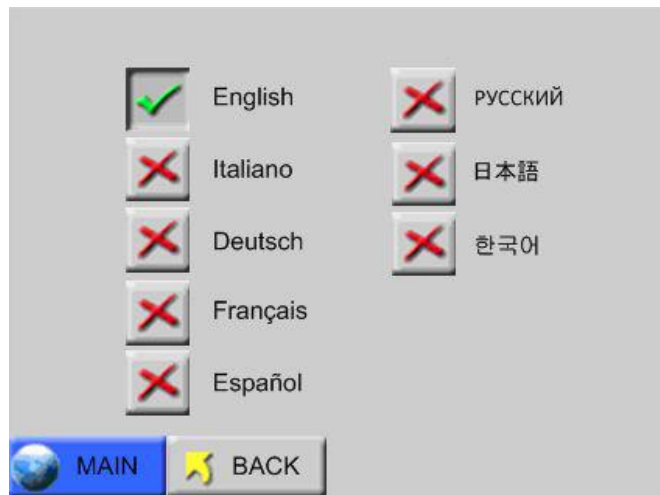 English
Italiano
Deutsch
Français
Español
РУССКИЙ
日本語
한국어
MAIN
BACK